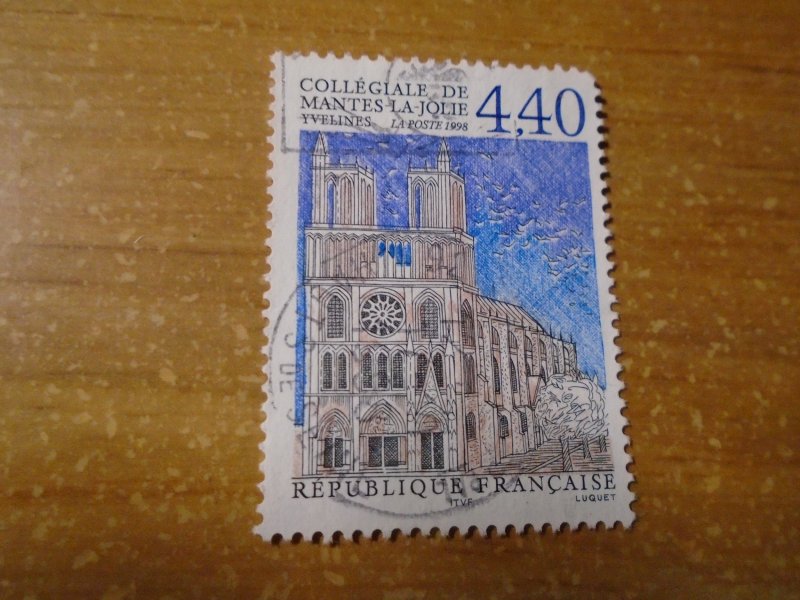 COLLÉGIALE DE
MANTES-LA-JOLIE
YVELINES LA POSTE 1998
4,40
RÉPUBLIQUE FRANÇAISE
ITVF LUQUET